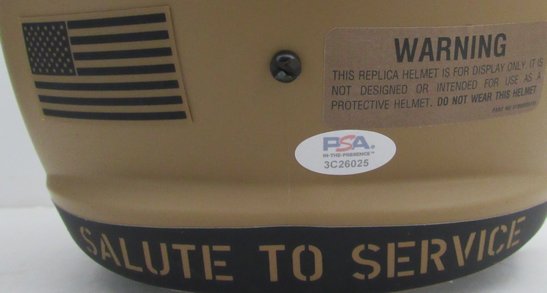 WARNING
THIS REPLICA HELMET IS FOR DISPLAY ONLY. IT IS
NOT DESIGNED OR INTENDED FOR USE AS A
PROTECTIVE HELMET. DO NOT WEAR THIS HELMET
PSA
IN-THE-PRESENCE™
3C26025
SALUTE TO SERVICE